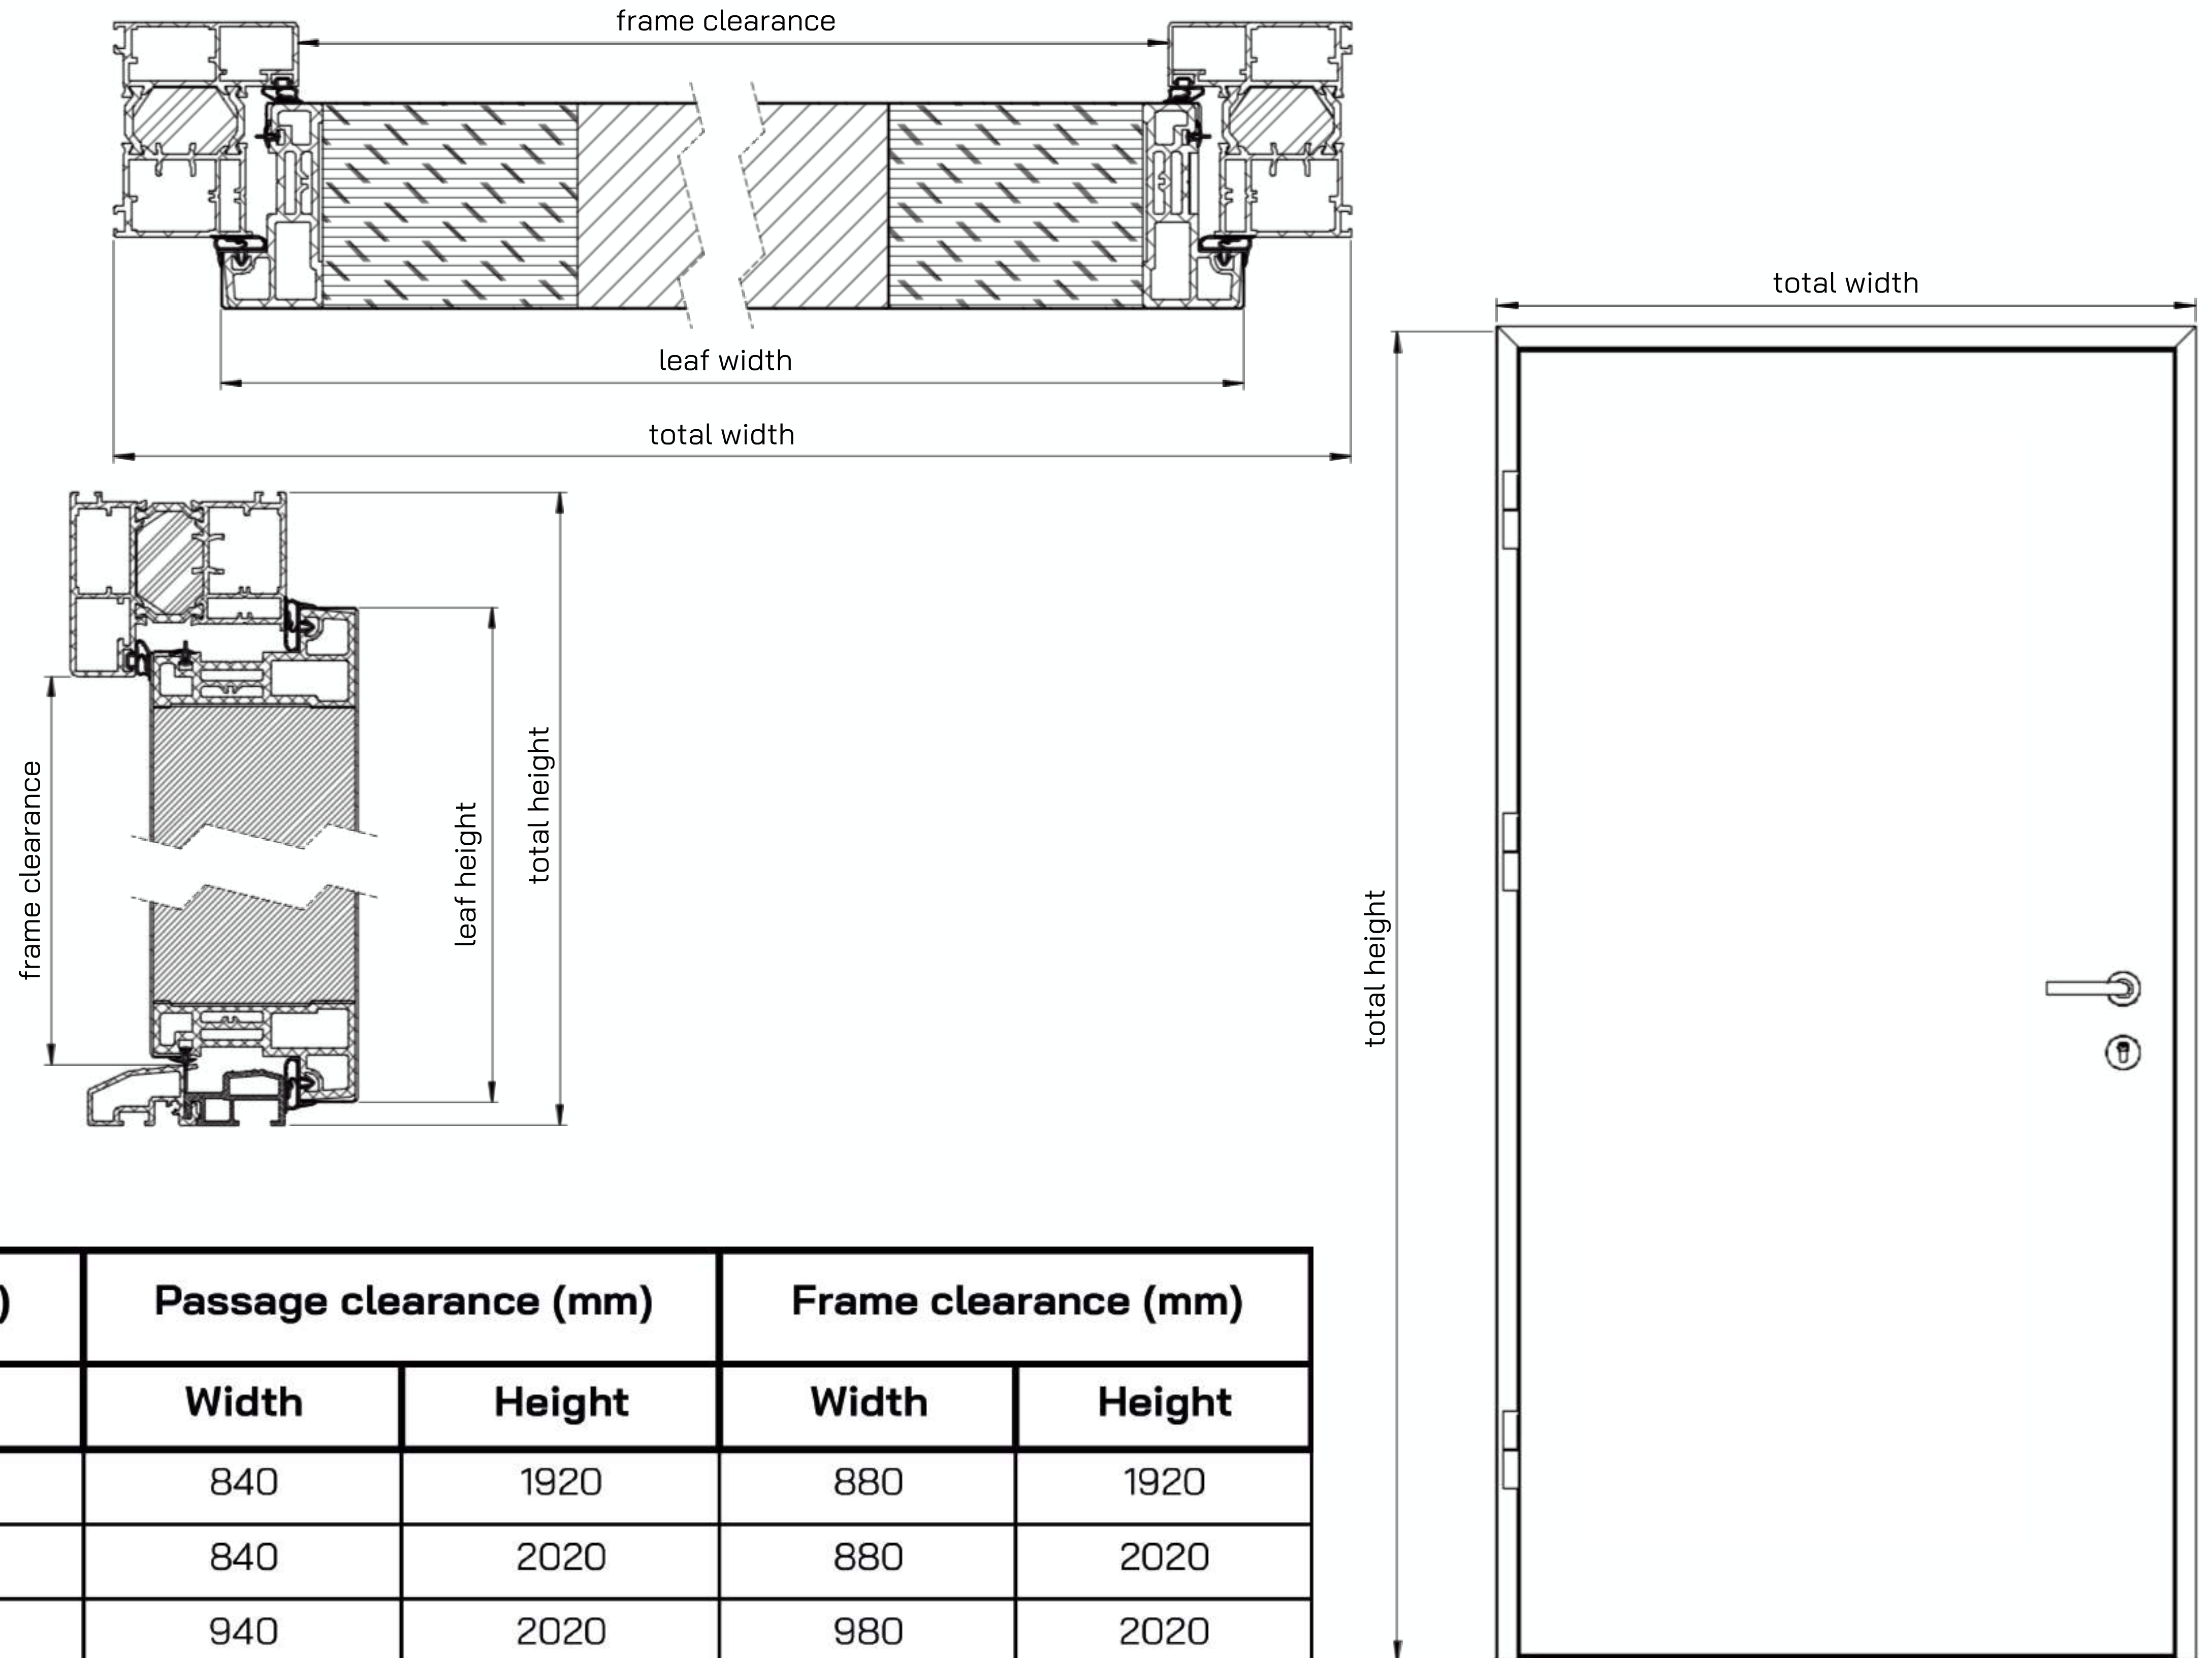 frame clearance
leaf width
total width
total width
frame clearance
leaf height
total height
total height
) Passage clearance (mm) Frame clearance (mm)
Width Height Width Height
840 1920 880 1920
840 2020 880 2020
940 2020 980 2020